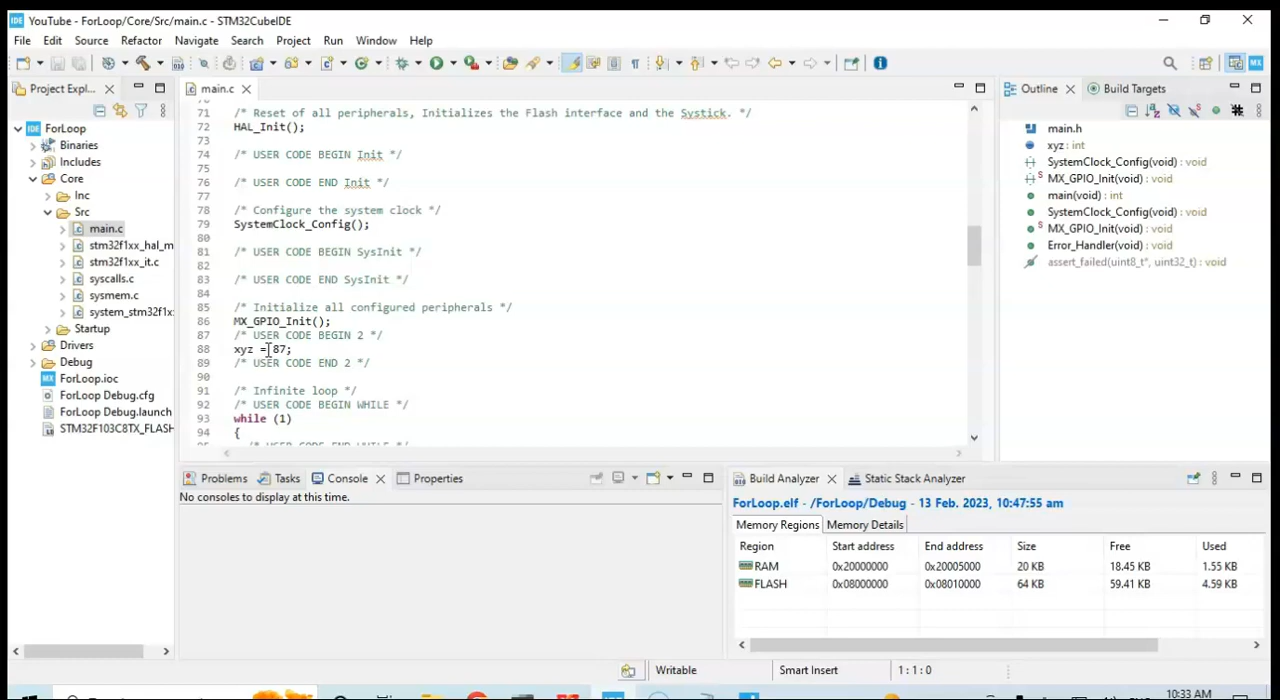 IDE YouTube - ForLoop/Core/Src/main.c - STM32CubeIDE
File Edit Source Refactor Navigate Search Project Run Window Help
Project Expl...
ForLoop
Binaries
Includes
Core
Inc
Src
main.c
stm32f1xx_hal_m
stm32f1xx_it.c
syscalls.c
sysmem.c
system_stm32f1x:
Startup
Drivers
Debug
ForLoop.ioc
ForLoop Debug.cfg
ForLoop Debug.launch
STM32F103C8TX_FLASH
main.c
71 /* Reset of all peripherals, Initializes the Flash interface and the Systick. */
72 HAL_Init();
73
74 /* USER CODE BEGIN Init */
75
76 /* USER CODE END Init */
77
78 /* Configure the system clock */
79 SystemClock_Config();
80
81 /* USER CODE BEGIN SysInit */
82
83 /* USER CODE END SysInit */
84
85 /* Initialize all configured peripherals */
86 MX_GPIO_Init();
87 /* USER CODE BEGIN 2 */
88 xyz = 87;
89 /* USER CODE END 2 */
90
91 /* Infinite loop */
92 /* USER CODE BEGIN WHILE */
93 while (1)
94 {
Outline Build Targets
main.h
xyz : int
SystemClock_Config(void) : void
MX_GPIO_Init(void) : void
main(void) : int
SystemClock_Config(void) : void
MX_GPIO_Init(void) : void
Error_Handler(void) : void
assert_failed(uint8_t*, uint32_t) : void
Problems Tasks Console Properties
No consoles to display at this time.
Build Analyzer Static Stack Analyzer
ForLoop.elf - /ForLoop/Debug - 13 Feb. 2023, 10:47:55 am
Memory Regions Memory Details
Region Start address End address Size Free Used
RAM 0x20000000 0x20005000 20 KB 18.45 KB 1.55 KB
FLASH 0x08000000 0x08010000 64 KB 59.41 KB 4.59 KB
Writable Smart Insert 1 : 1 : 0
10:33 AM